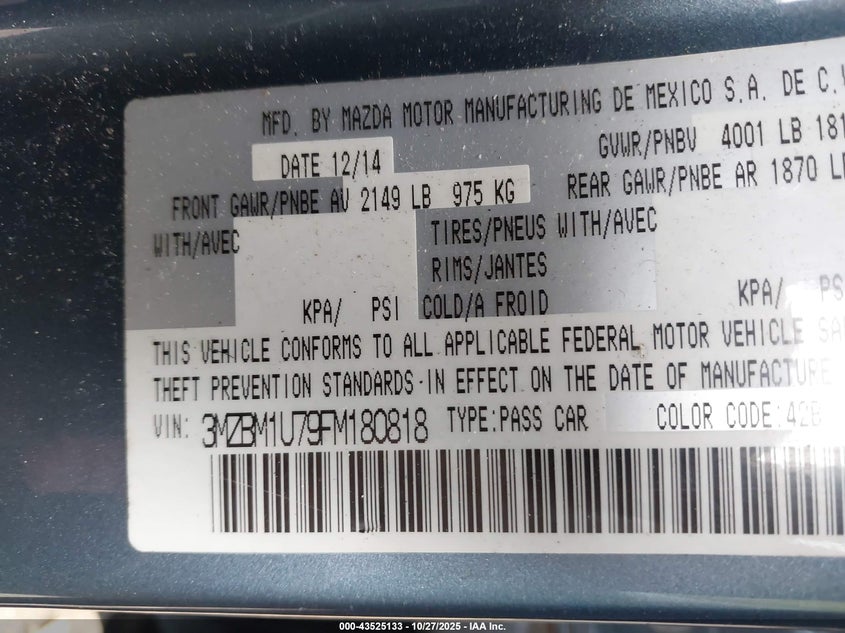 MFD. BY MAZDA MOTOR MANUFACTURING DE MEXICO S.A. DE C.V
DATE 12/14
GVWR/PNBV 4001 LB 181
FRONT GAWR/PNBE AV 2149 LB 975 KG
REAR GAWR/PNBE AR 1870 L
WITH/AVEC
TIRES/PNEUS WITH/AVEC
RIMS/JANTES
KPA/ PSI COLD/A FROID
KPA/ PS
THIS VEHICLE CONFORMS TO ALL APPLICABLE FEDERAL MOTOR VEHICLE SA
THEFT PREVENTION STANDARDS IN EFFECT ON THE DATE OF MANUFACTURE
VIN: 3MZBM1U79FM180818 TYPE:PASS CAR COLOR CODE:42B
000-43525133 - 10/27/2025 - IAA Inc.